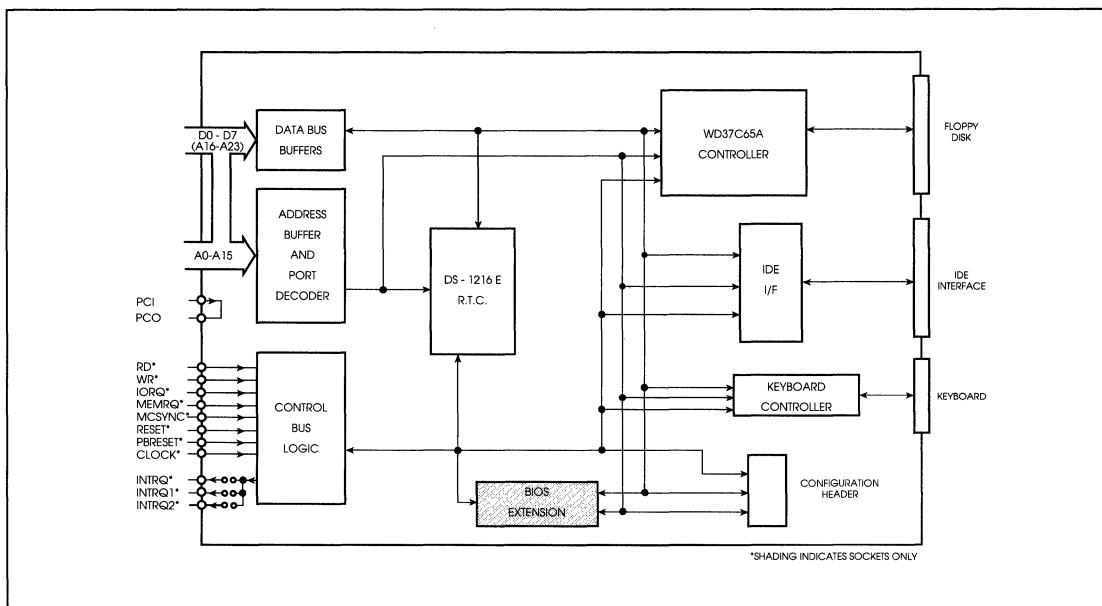 D0 - D7
(A16-A23)
DATA BUS
BUFFERS
WD37C65A
CONTROLLER
FLOPPY
DISK
ADDRESS
BUFFER
AND
PORT
DECODER
A0-A15
DS - 1216 E
R.T.C.
IDE
I/F
IDE
INTERFACE
PCI
PCO
RD*
WR*
IORQ*
MEMRQ*
MCSYNC*
RESET*
PBRESET*
CLOCK*
INTRQ*
INTRQ1*
INTRQ2*
CONTROL
BUS
LOGIC
KEYBOARD
CONTROLLER
KEYBOARD
BIOS
EXTENSION
CONFIGURATION
HEADER
*SHADING INDICATES SOCKETS ONLY